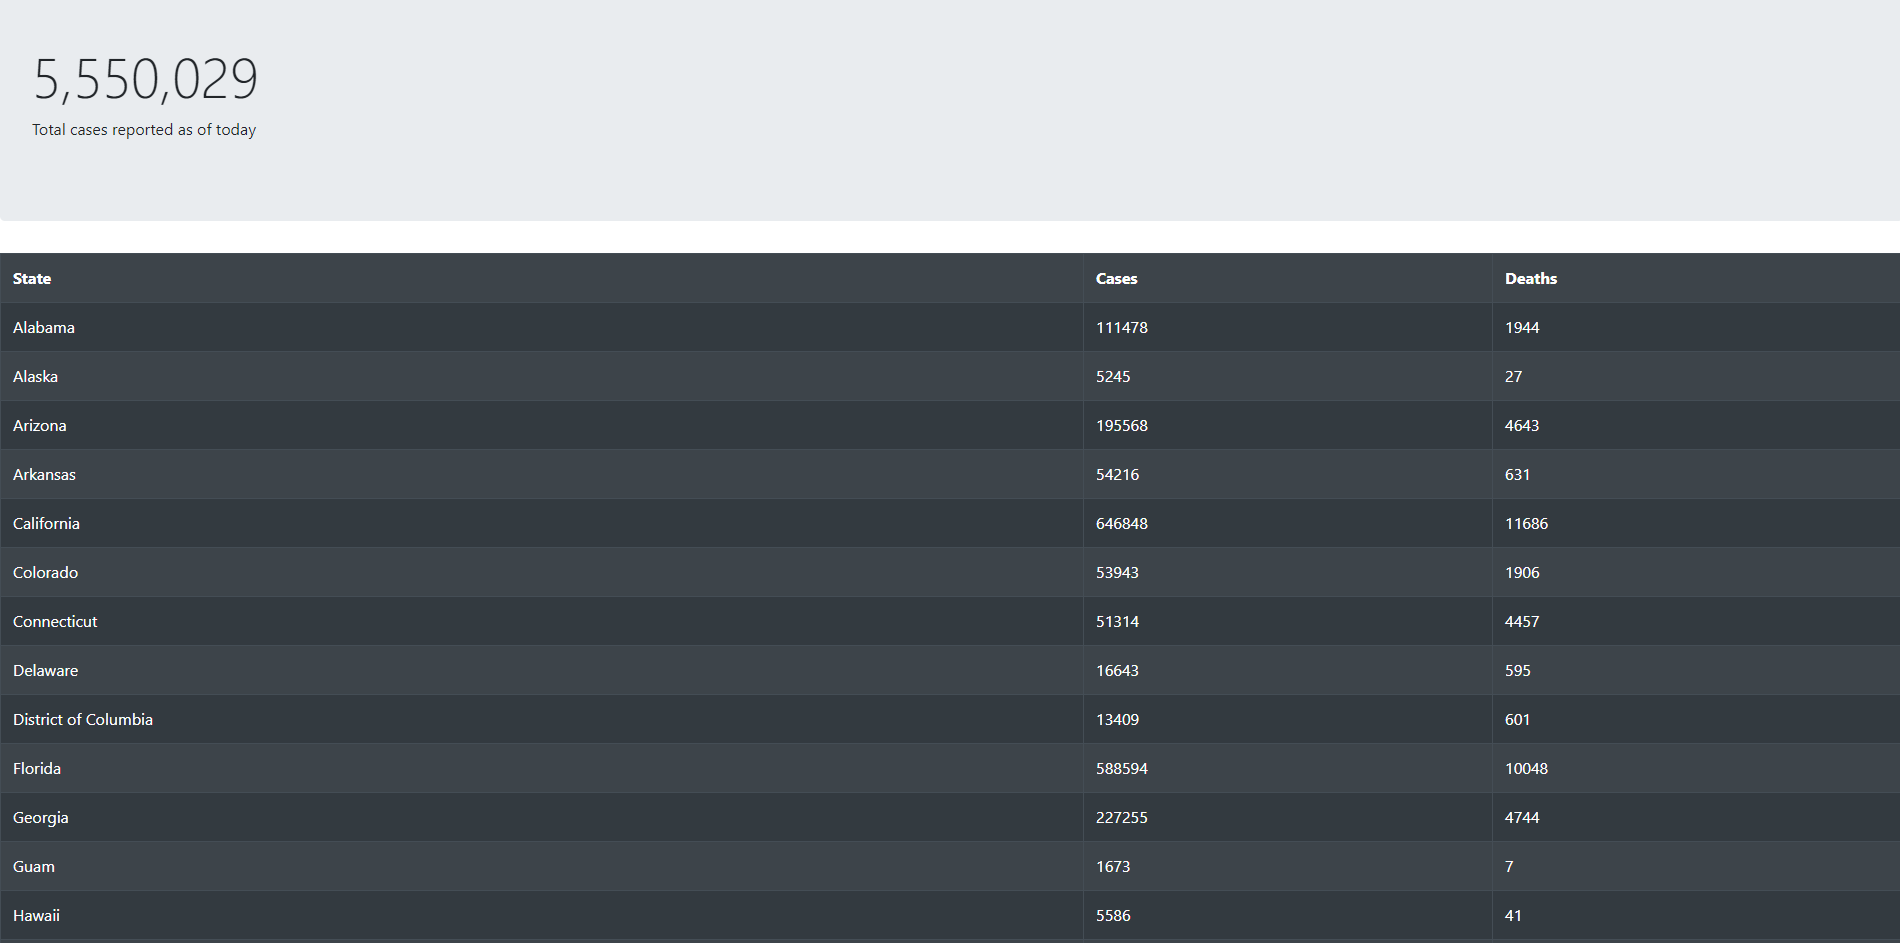 5,550,029
Total cases reported as of today
State Cases Deaths
Alabama 111478 1944
Alaska 5245 27
Arizona 195568 4643
Arkansas 54216 631
California 646848 11686
Colorado 53943 1906
Connecticut 51314 4457
Delaware 16643 595
District of Columbia 13409 601
Florida 588594 10048
Georgia 227255 4744
Guam 1673 7
Hawaii 5586 41